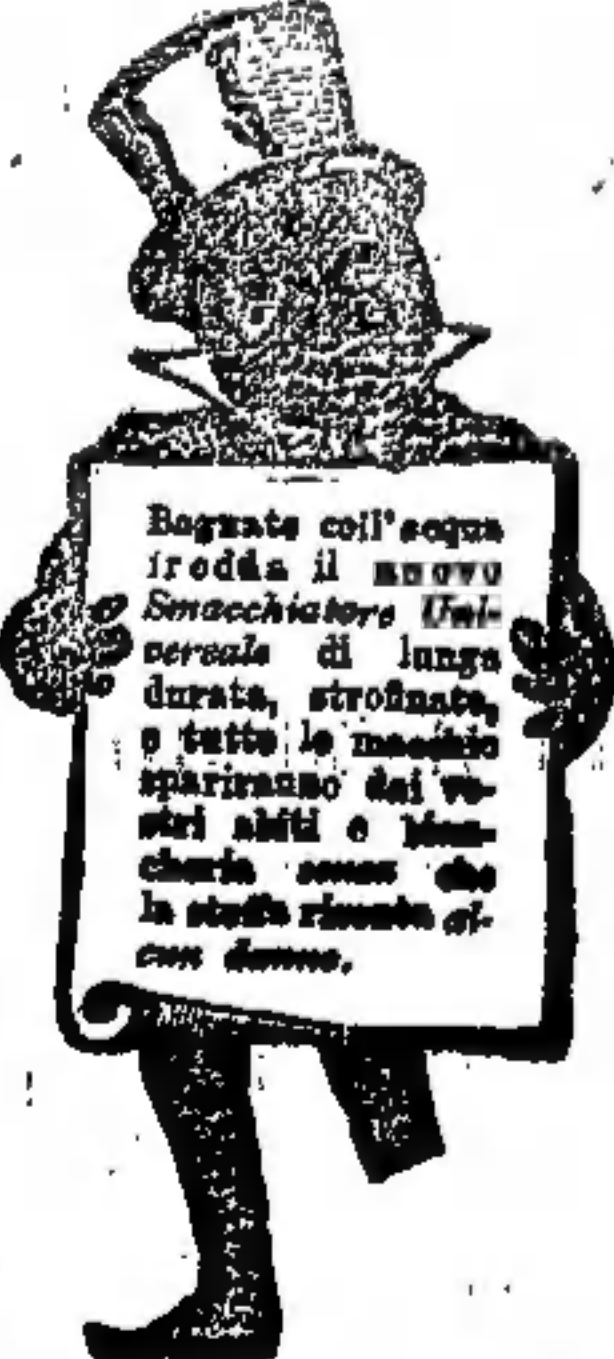 Bagnate coll'acqua
fredda il nuovo
Smacchiatore Uni-
versale di lunga
durata, strofinate,
e tutte le macchie
spariranno dai vo-
stri abiti e bian-
cheria senza che
la stoffa risenta al-
cun danno.